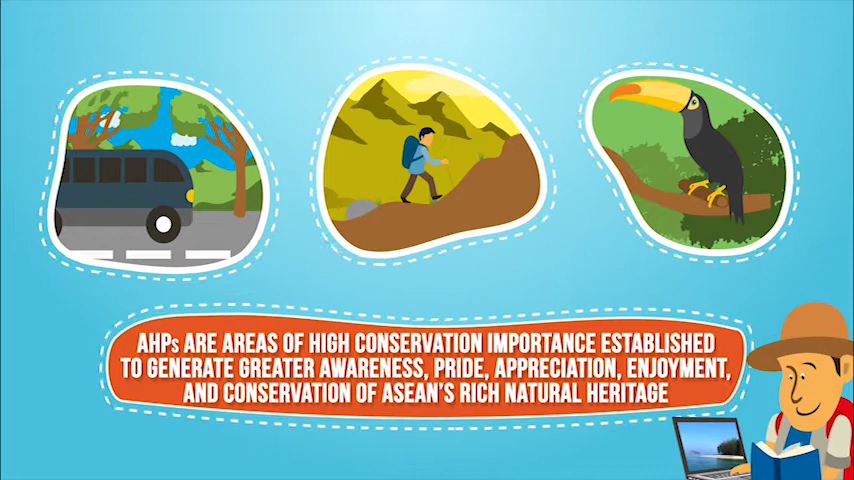 AHPs ARE AREAS OF HIGH CONSERVATION IMPORTANCE ESTABLISHED
TO GENERATE GREATER AWARENESS, PRIDE, APPRECIATION, ENJOYMENT,
AND CONSERVATION OF ASEAN'S RICH NATURAL HERITAGE